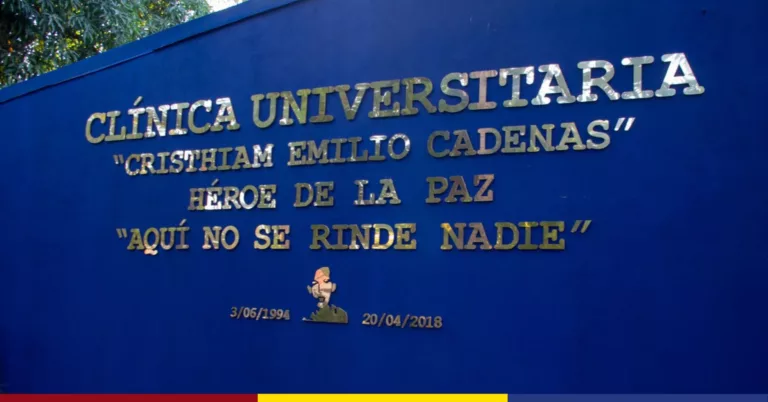 CLÍNICA UNIVERSITARIA
"CRISTHIAM EMILIO CADENAS"
HÉROE DE LA PAZ
"AQUÍ NO SE RINDE NADIE"
3/06/1994 20/04/2018